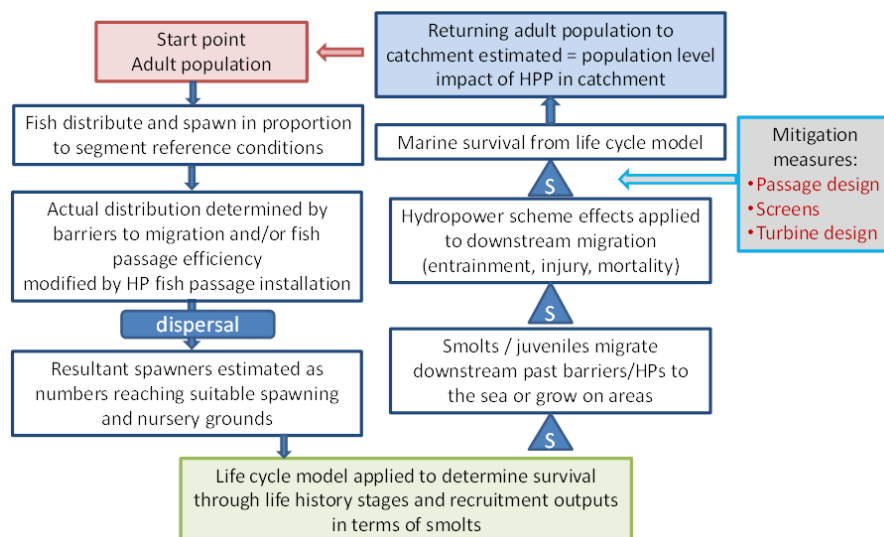 Start point
Adult population
Fish distribute and spawn in proportion
to segment reference conditions
Actual distribution determined by
barriers to migration and/or fish
passage efficiency
modified by HP fish passage installation
dispersal
Resultant spawners estimated as
numbers reaching suitable spawning
and nursery grounds
Life cycle model applied to determine survival
through life history stages and recruitment outputs
in terms of smolts
S
Smolts / juveniles migrate
downstream past barriers/HPs to
the sea or grow on areas
S
Hydropower scheme effects applied
to downstream migration
(entrainment, injury, mortality)
S
Marine survival from life cycle model
Returning adult population to
catchment estimated = population level
impact of HPP in catchment
Mitigation
measures:
•Passage design
•Screens
•Turbine design